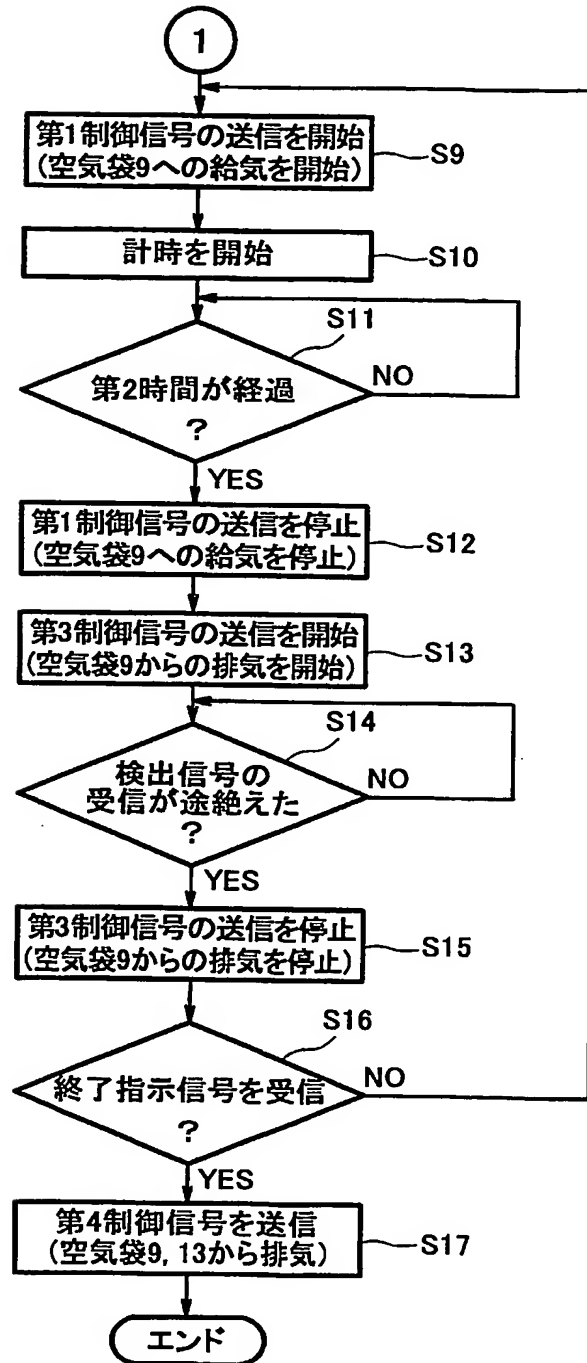 1
第1制御信号の送信を開始
(空気袋9への給気を開始)
S9
計時を開始
S10
S11
第2時間が経過
?
NO
YES
第1制御信号の送信を停止
(空気袋9への給気を停止)
S12
第3制御信号の送信を開始
(空気袋9からの排気を開始)
S13
S14
検出信号の
受信が途絶えた
?
NO
YES
第3制御信号の送信を停止
(空気袋9からの排気を停止)
S15
S16
終了指示信号を受信
?
NO
YES
第4制御信号を送信
(空気袋9, 13から排気)
S17
エンド